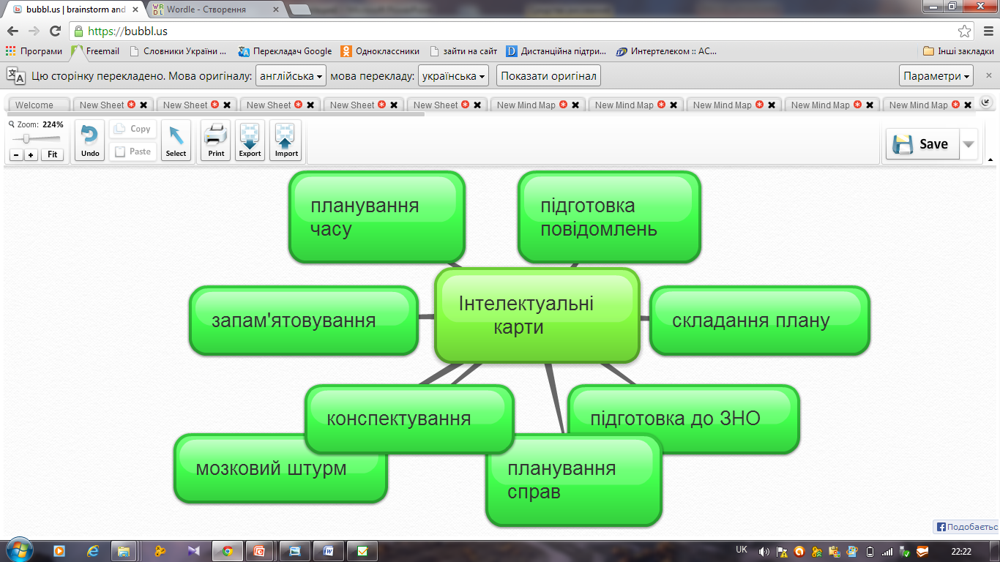 bubbl.us | brainstorm and
Wordle - Створення
https://bubbl.us
Програми
Freemail
Словники України ...
Перекладач Google
Одноклассники
зайти на сайт
Дистанційна підтри...
Интертелеком :: АС...
Інші закладки
Цю сторінку перекладено. Мова оригіналу: англійська мова перекладу: українська Показати оригінал Параметри
Welcome
New Sheet
New Sheet
New Sheet
New Sheet
New Sheet
New Mind Map
New Mind Map
New Mind Map
New Mind Map
New Mind Map
Zoom: 224%
Fit
Undo
Copy
Paste
Select
Print
Export
Import
Save
планування
часу
підготовка
повідомлень
Інтелектуальні
карти
запам'ятовування
складання плану
конспектування
підготовка до ЗНО
мозковий штурм
планування
справ
Подобаєтьс
UK
22:22